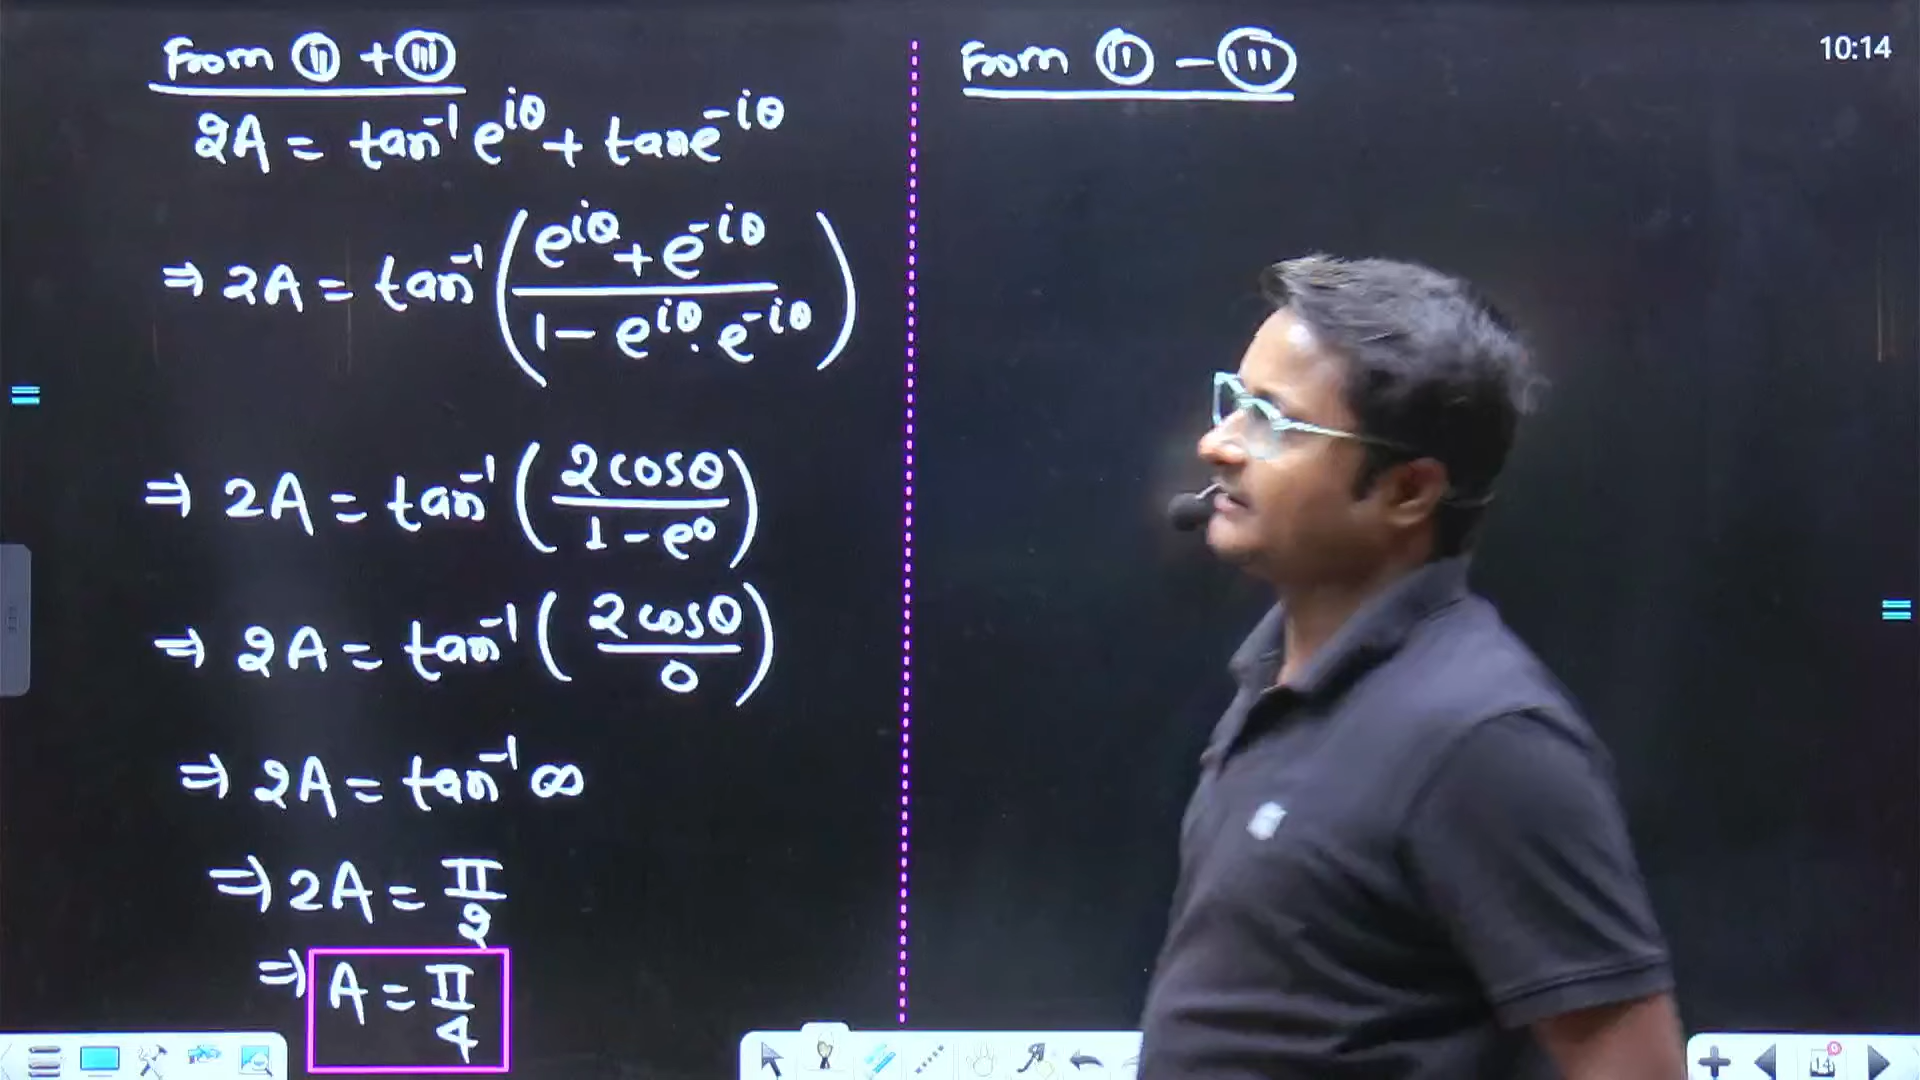 From (II) + (III)
2A = tan⁻¹ e^{iθ} + tan e^{-iθ}
⇒ 2A = tan⁻¹ ( (e^{iθ} + e^{-iθ}) / (1 - e^{iθ} . e^{-iθ}) )
⇒ 2A = tan⁻¹ ( 2cosθ / (1 - e⁰) )
⇒ 2A = tan⁻¹ ( 2cosθ / 0 )
⇒ 2A = tan⁻¹ ∞
⇒ 2A = π/2
⇒ A = π/4
From (II) - (III)
10:14
14